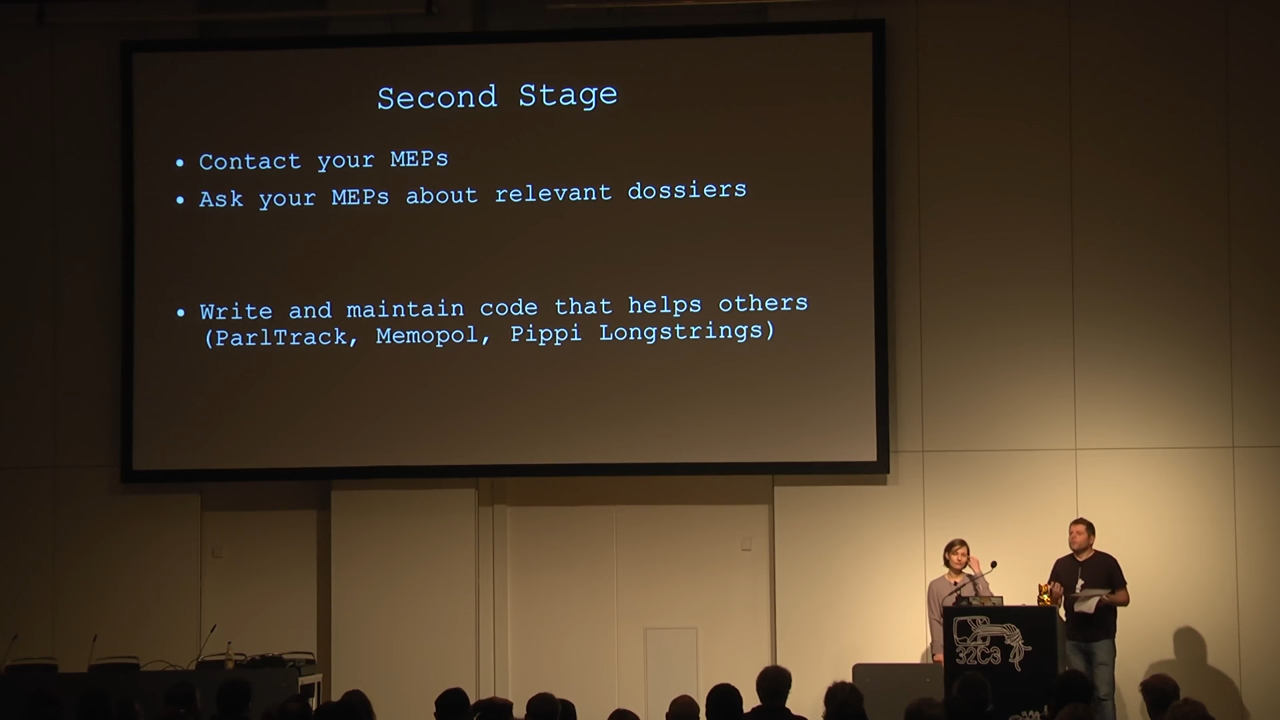 Second Stage
• Contact your MEPs
• Ask your MEPs about relevant dossiers
• Write and maintain code that helps others
(ParlTrack, Memopol, Pippi Longstrings)
32C3